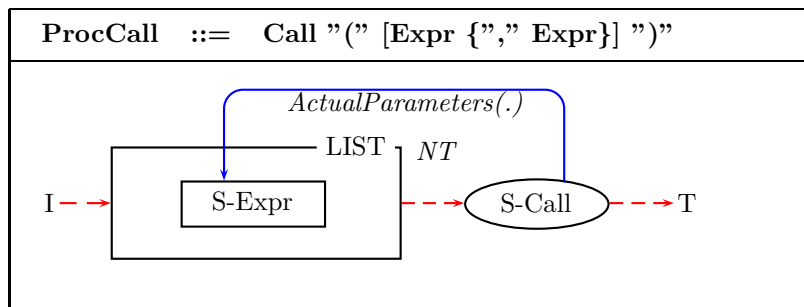 ProcCall ::= Call ”(” [Expr {”,” Expr}] ”)”
ActualParameters(.)
LIST NT
I S-Expr S-Call T